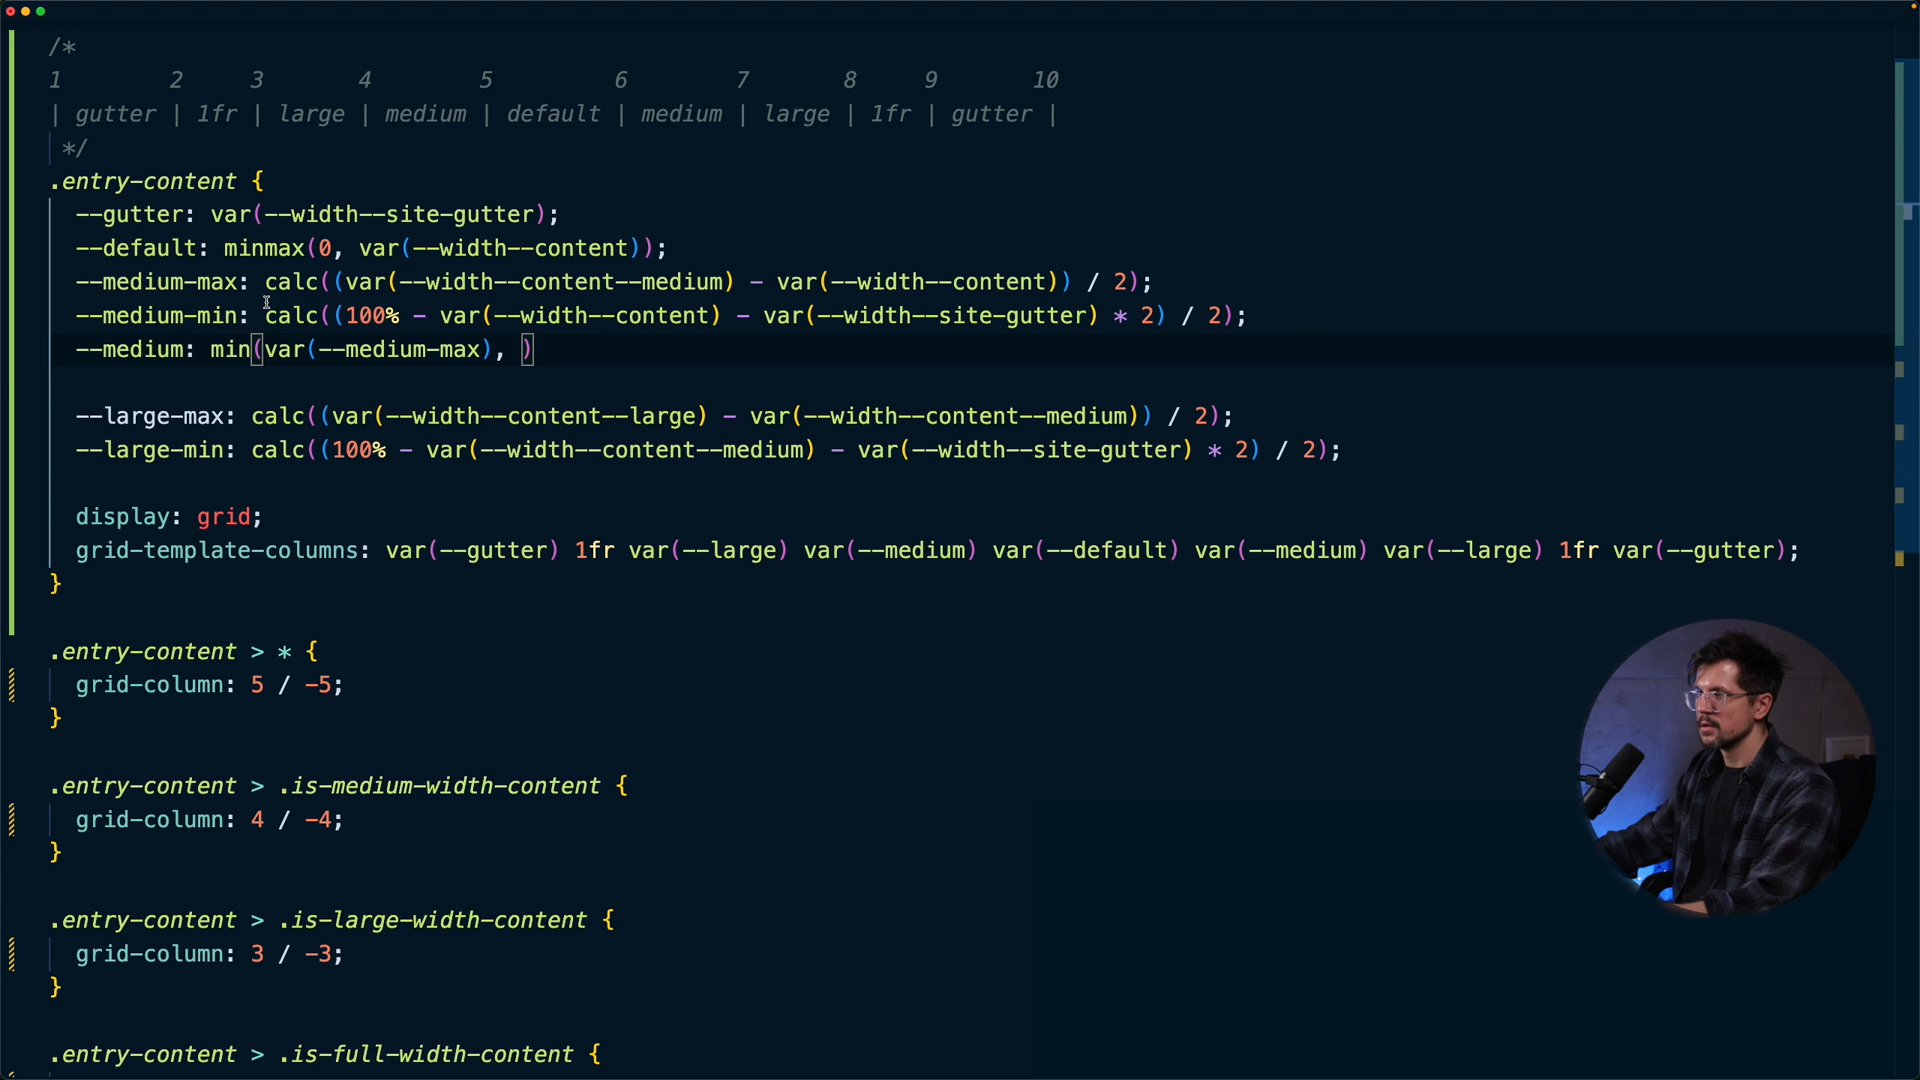 /*
1 2 3 4 5 6 7 8 9 10
| gutter | 1fr | large | medium | default | medium | large | 1fr | gutter |
*/
.entry-content {
--gutter: var(--width--site-gutter);
--default: minmax(0, var(--width--content));
--medium-max: calc((var(--width--content--medium) - var(--width--content)) / 2);
--medium-min: calc((100% - var(--width--content) - var(--width--site-gutter) * 2) / 2);
--medium: min(var(--medium-max), )
--large-max: calc((var(--width--content--large) - var(--width--content--medium)) / 2);
--large-min: calc((100% - var(--width--content--medium) - var(--width--site-gutter) * 2) / 2);
display: grid;
grid-template-columns: var(--gutter) 1fr var(--large) var(--medium) var(--default) var(--medium) var(--large) 1fr var(--gutter);
}
.entry-content > * {
grid-column: 5 / -5;
}
.entry-content > .is-medium-width-content {
grid-column: 4 / -4;
}
.entry-content > .is-large-width-content {
grid-column: 3 / -3;
}
.entry-content > .is-full-width-content {